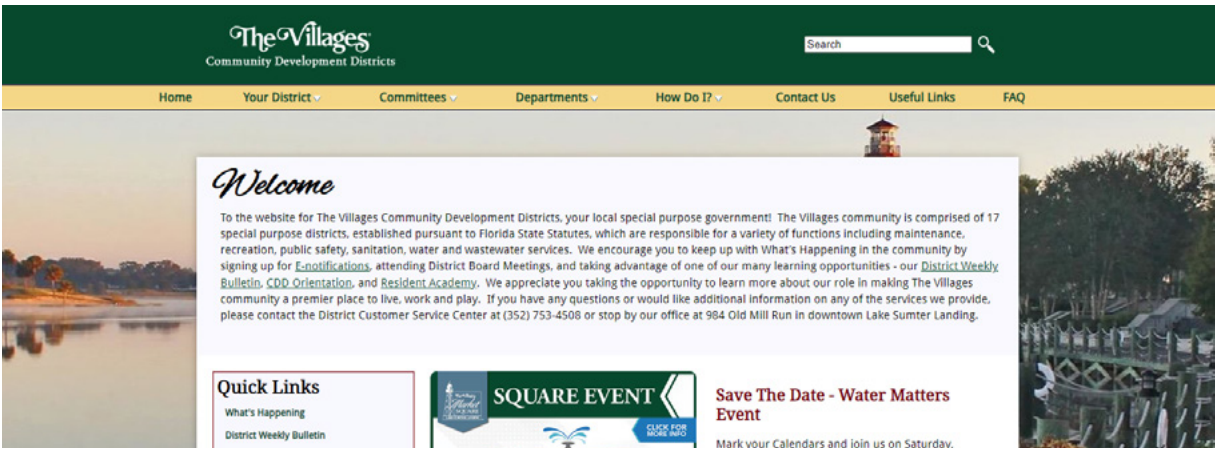 The Villages
Community Development Districts
Search
Home Your District Committees Departments How Do I? Contact Us Useful Links FAQ
Welcome
To the website for The Villages Community Development Districts, your local special purpose government! The Villages community is comprised of 17
special purpose districts, established pursuant to Florida State Statutes, which are responsible for a variety of functions including maintenance,
recreation, public safety, sanitation, water and wastewater services. We encourage you to keep up with What's Happening in the community by
signing up for E-notifications, attending District Board Meetings, and taking advantage of one of our many learning opportunities - our District Weekly
Bulletin, CDD Orientation, and Resident Academy. We appreciate you taking the opportunity to learn more about our role in making The Villages
community a premier place to live, work and play. If you have any questions or would like additional information on any of the services we provide,
please contact the District Customer Service Center at (352) 753-4508 or stop by our office at 984 Old Mill Run in downtown Lake Sumter Landing.
Quick Links
What's Happening
District Weekly Bulletin
Market
SQUARE
SQUARE EVENT
CLICK FOR
MORE INFO
Save The Date - Water Matters
Event
Mark your Calendars and join us on Saturday,